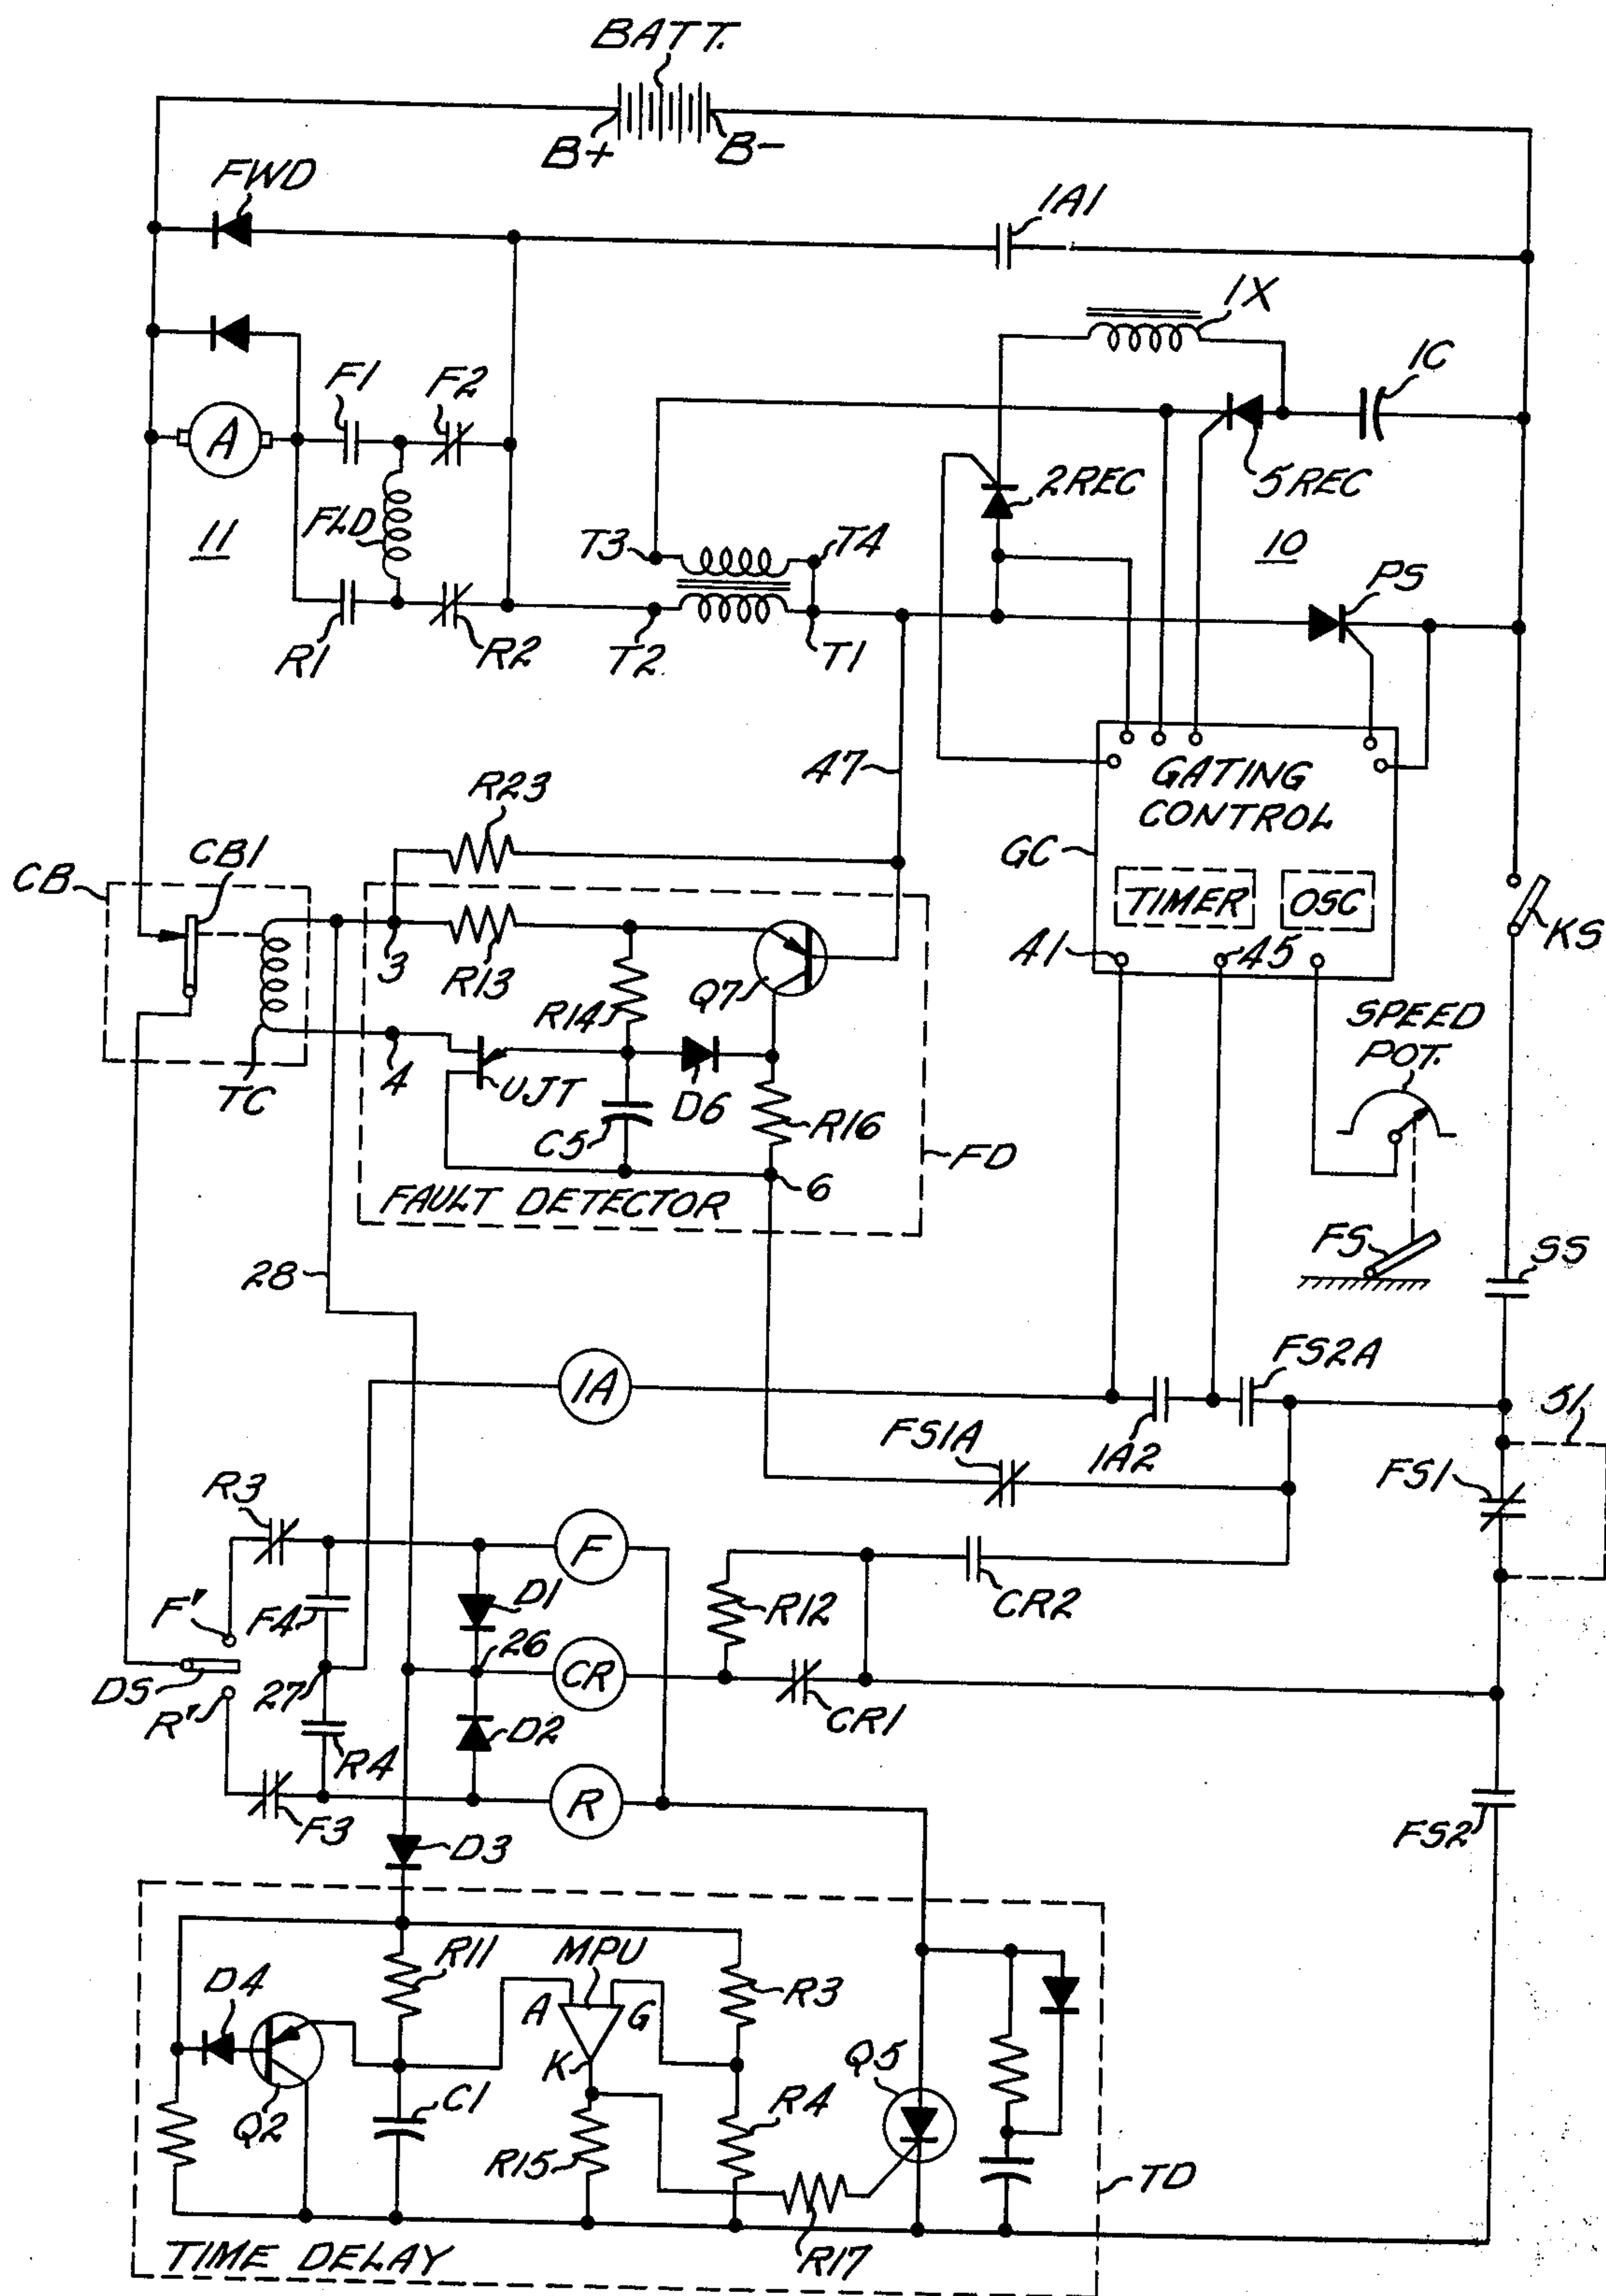 BATT.
B+
B-
FWD
1A1
1X
1C
F1
F2
A
2REC
5REC
11
FLD
T3
T4
10
PS
R1
R2
T2
T1
47
GATING
CONTROL
R23
GC
CB
CB1
TIMER
OSC
KS
3
R13
Q7
41
45
R14
SPEED
POT.
4
UJT
D6
TC
C5
R16
FD
6
FAULT DETECTOR
FS
SS
28
1A
FS2A
51
FS1A
1A2
FS1
R3
F
F'
F4
D1
R12
CR2
26
CR
DS
27
R'
D2
CR1
R4
R
F3
FS2
D3
R11
MPU
R3
D4
A
G
Q5
K
Q2
C1
R4
R15
TD
R17
TIME DELAY